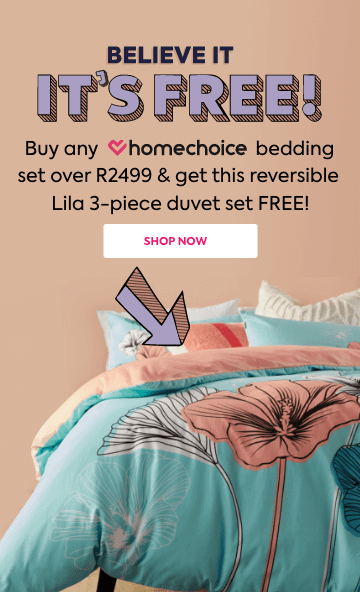 BELIEVE IT
IT'S FREE!
Buy any homechoice bedding
set over R2499 & get this reversible
Lila 3-piece duvet set FREE!
SHOP NOW